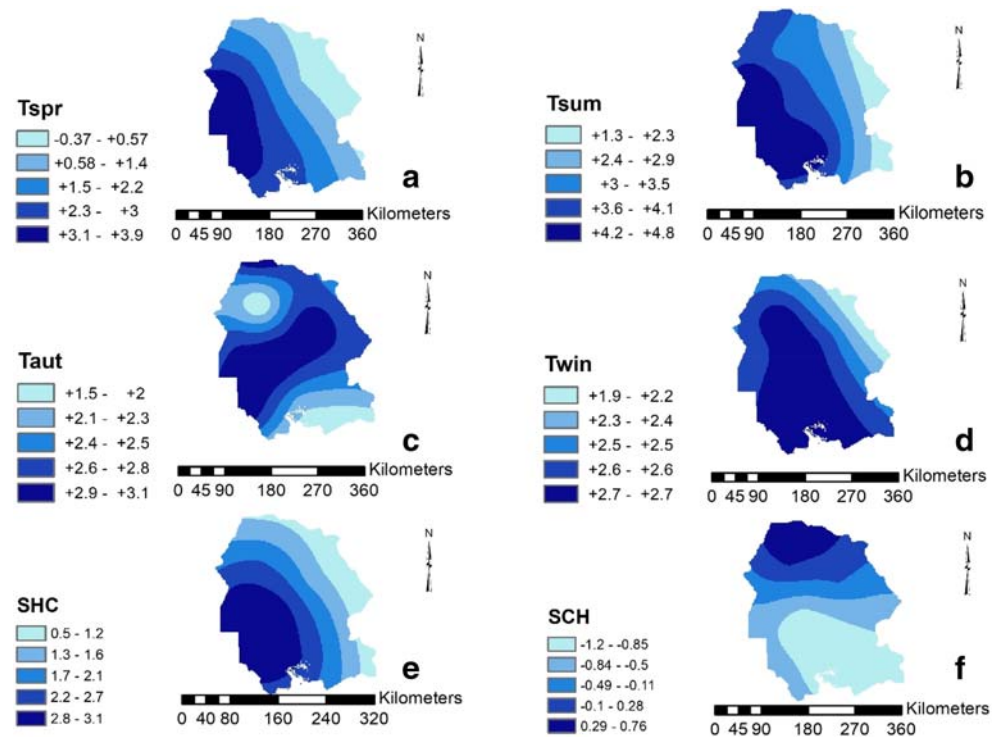 N
Tspr
-0.37 - +0.57
+0.58 - +1.4
+1.5 - +2.2
+2.3 - +3
+3.1 - +3.9
a
Kilometers
0 45 90 180 270 360
N
Tsum
+1.3 - +2.3
+2.4 - +2.9
+3 - +3.5
+3.6 - +4.1
+4.2 - +4.8
b
Kilometers
0 45 90 180 270 360
N
Taut
+1.5 - +2
+2.1 - +2.3
+2.4 - +2.5
+2.6 - +2.8
+2.9 - +3.1
c
Kilometers
0 45 90 180 270 360
N
Twin
+1.9 - +2.2
+2.3 - +2.4
+2.5 - +2.5
+2.6 - +2.6
+2.7 - +2.7
d
Kilometers
0 45 90 180 270 360
N
SHC
0.5 - 1.2
1.3 - 1.6
1.7 - 2.1
2.2 - 2.7
2.8 - 3.1
e
Kilometers
0 40 80 160 240 320
N
SCH
-1.2 - -0.85
-0.84 - -0.5
-0.49 - -0.11
-0.1 - 0.28
0.29 - 0.76
f
Kilometers
0 45 90 180 270 360